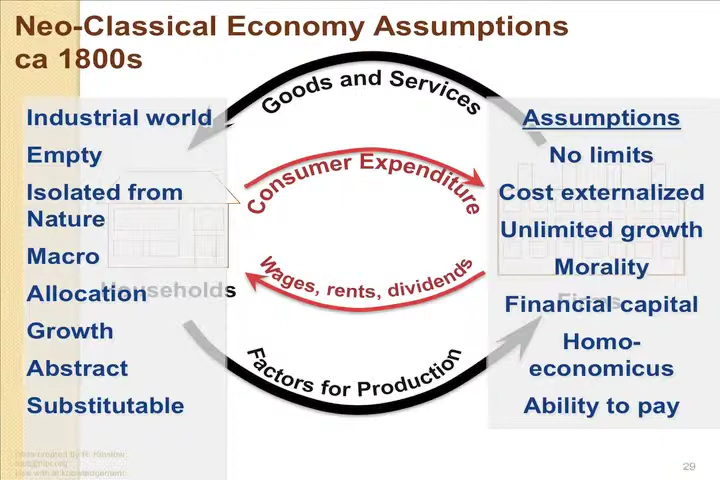 Neo-Classical Economy Assumptions
ca 1800s
Goods and Services
Consumer Expenditure
Wages, rents, dividends
Factors for Production
Households
Firms
Industrial world
Empty
Isolated from
Nature
Macro
Allocation
Growth
Abstract
Substitutable
Assumptions
No limits
Cost externalized
Unlimited growth
Morality
Financial capital
Homo-
economicus
Ability to pay
29